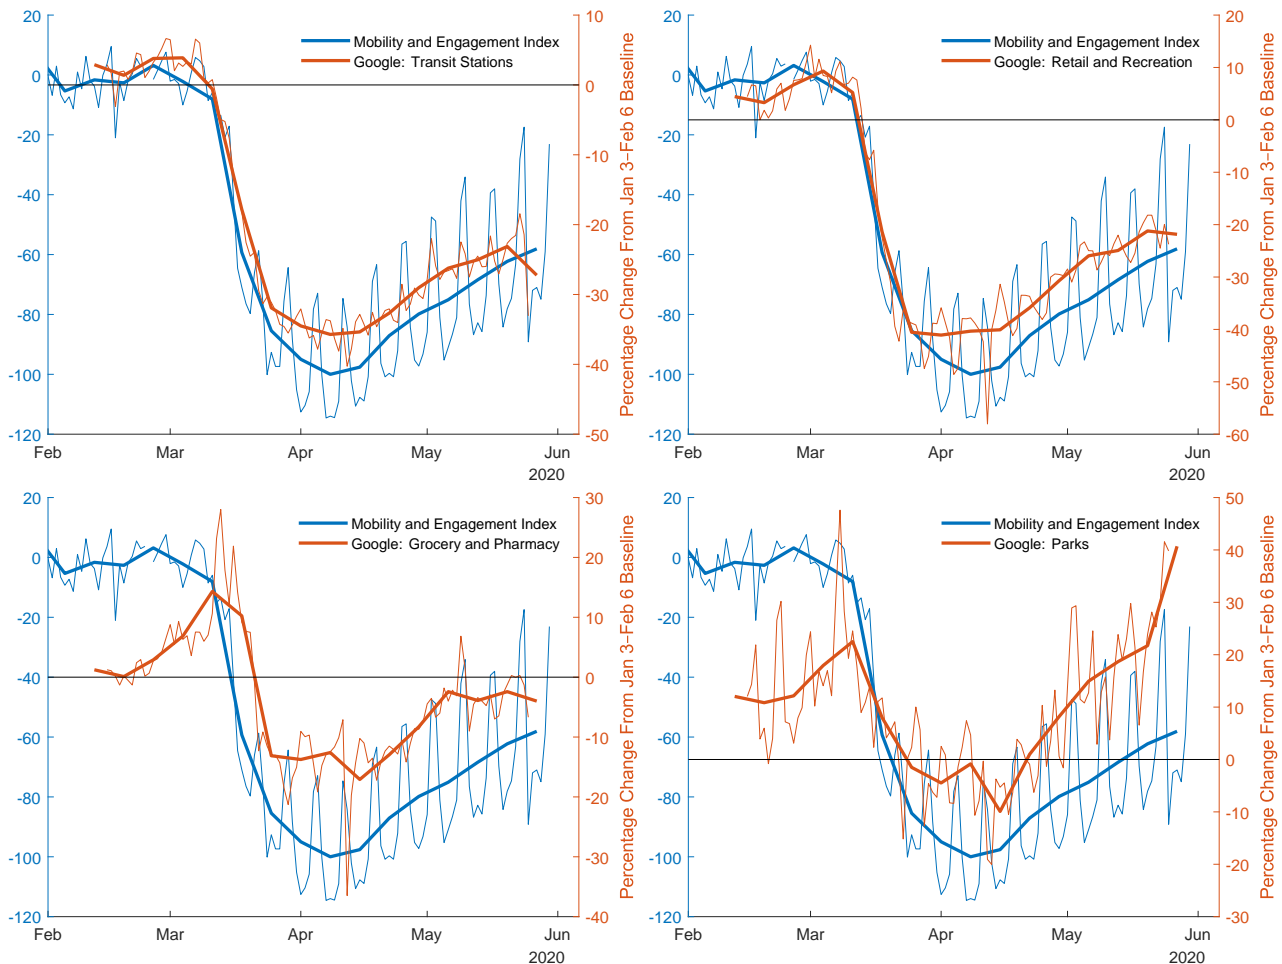 20
0
-20
-40
-60
-80
-100
-120
Feb
Mar
Apr
May
Jun
2020
10
0
-10
-20
-30
-40
-50
Percentage Change From Jan 3–Feb 6 Baseline
Mobility and Engagement Index
Google: Transit Stations
20
0
-20
-40
-60
-80
-100
-120
Feb
Mar
Apr
May
Jun
2020
20
10
0
-10
-20
-30
-40
-50
-60
Percentage Change From Jan 3–Feb 6 Baseline
Mobility and Engagement Index
Google: Retail and Recreation
20
0
-20
-40
-60
-80
-100
-120
Feb
Mar
Apr
May
Jun
2020
30
20
10
0
-10
-20
-30
-40
Percentage Change From Jan 3–Feb 6 Baseline
Mobility and Engagement Index
Google: Grocery and Pharmacy
20
0
-20
-40
-60
-80
-100
-120
Feb
Mar
Apr
May
Jun
2020
50
40
30
20
10
0
-10
-20
-30
Percentage Change From Jan 3–Feb 6 Baseline
Mobility and Engagement Index
Google: Parks